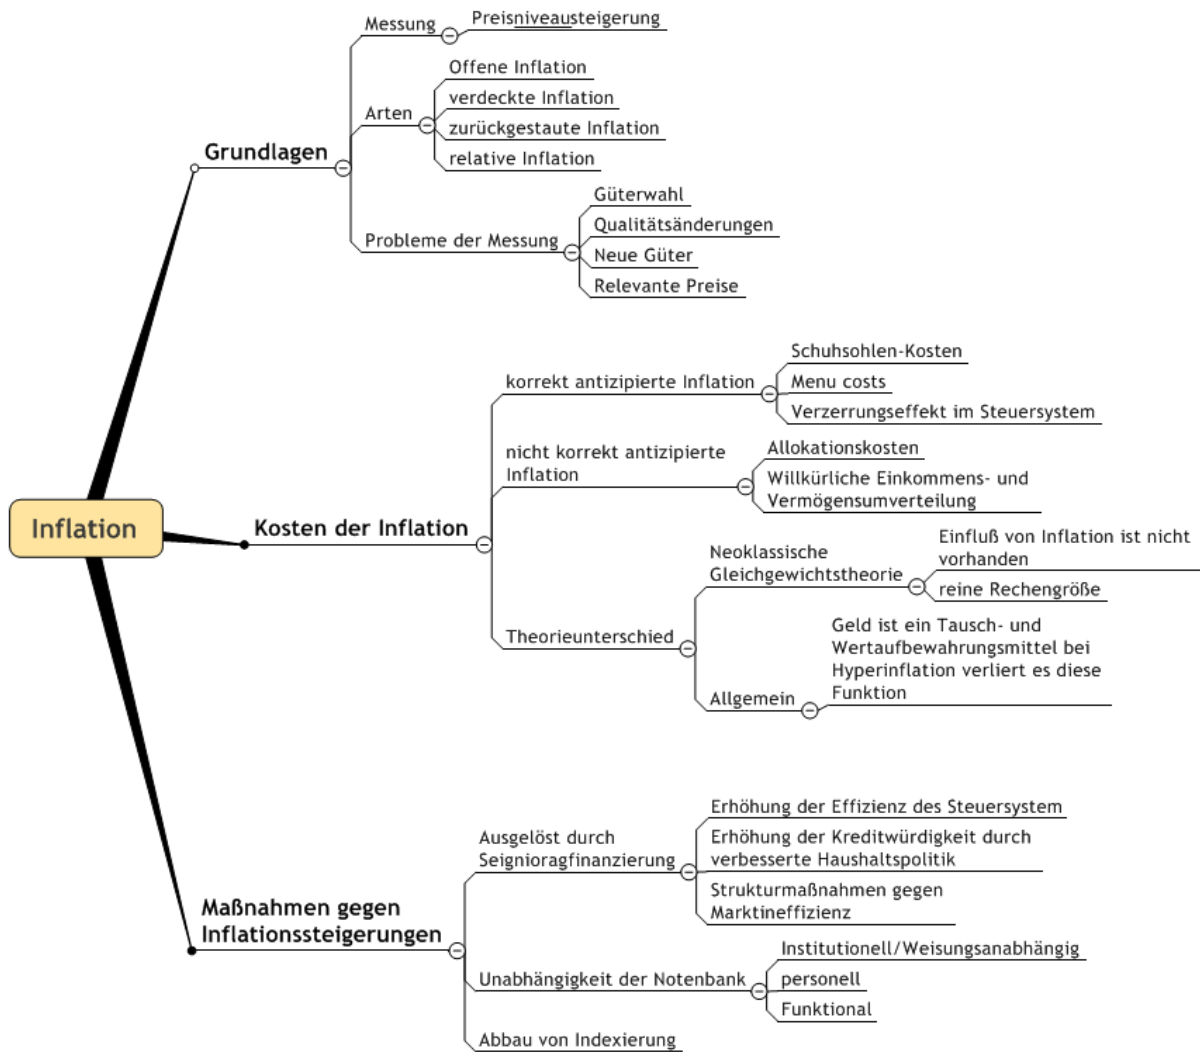 Inflation
Grundlagen
Messung
Preisniveausteigerung
Arten
Offene Inflation
verdeckte Inflation
zurückgestaute Inflation
relative Inflation
Probleme der Messung
Güterwahl
Qualitätsänderungen
Neue Güter
Relevante Preise
Kosten der Inflation
korrekt antizipierte Inflation
Schuhsohlen-Kosten
Menu costs
Verzerrungseffekt im Steuersystem
nicht korrekt antizipierte
Inflation
Allokationskosten
Willkürliche Einkommens- und
Vermögensumverteilung
Theorieunterschied
Neoklassische
Gleichgewichtstheorie
Einfluß von Inflation ist nicht
vorhanden
reine Rechengröße
Allgemein
Geld ist ein Tausch- und
Wertaufbewahrungsmittel bei
Hyperinflation verliert es diese
Funktion
Maßnahmen gegen
Inflationssteigerungen
Ausgelöst durch
Seignioragfinanzierung
Erhöhung der Effizienz des Steuersystem
Erhöhung der Kreditwürdigkeit durch
verbesserte Haushaltspolitik
Strukturmaßnahmen gegen
Marktineffizienz
Unabhängigkeit der Notenbank
Institutionell/Weisungsanabhängig
personell
Funktional
Abbau von Indexierung